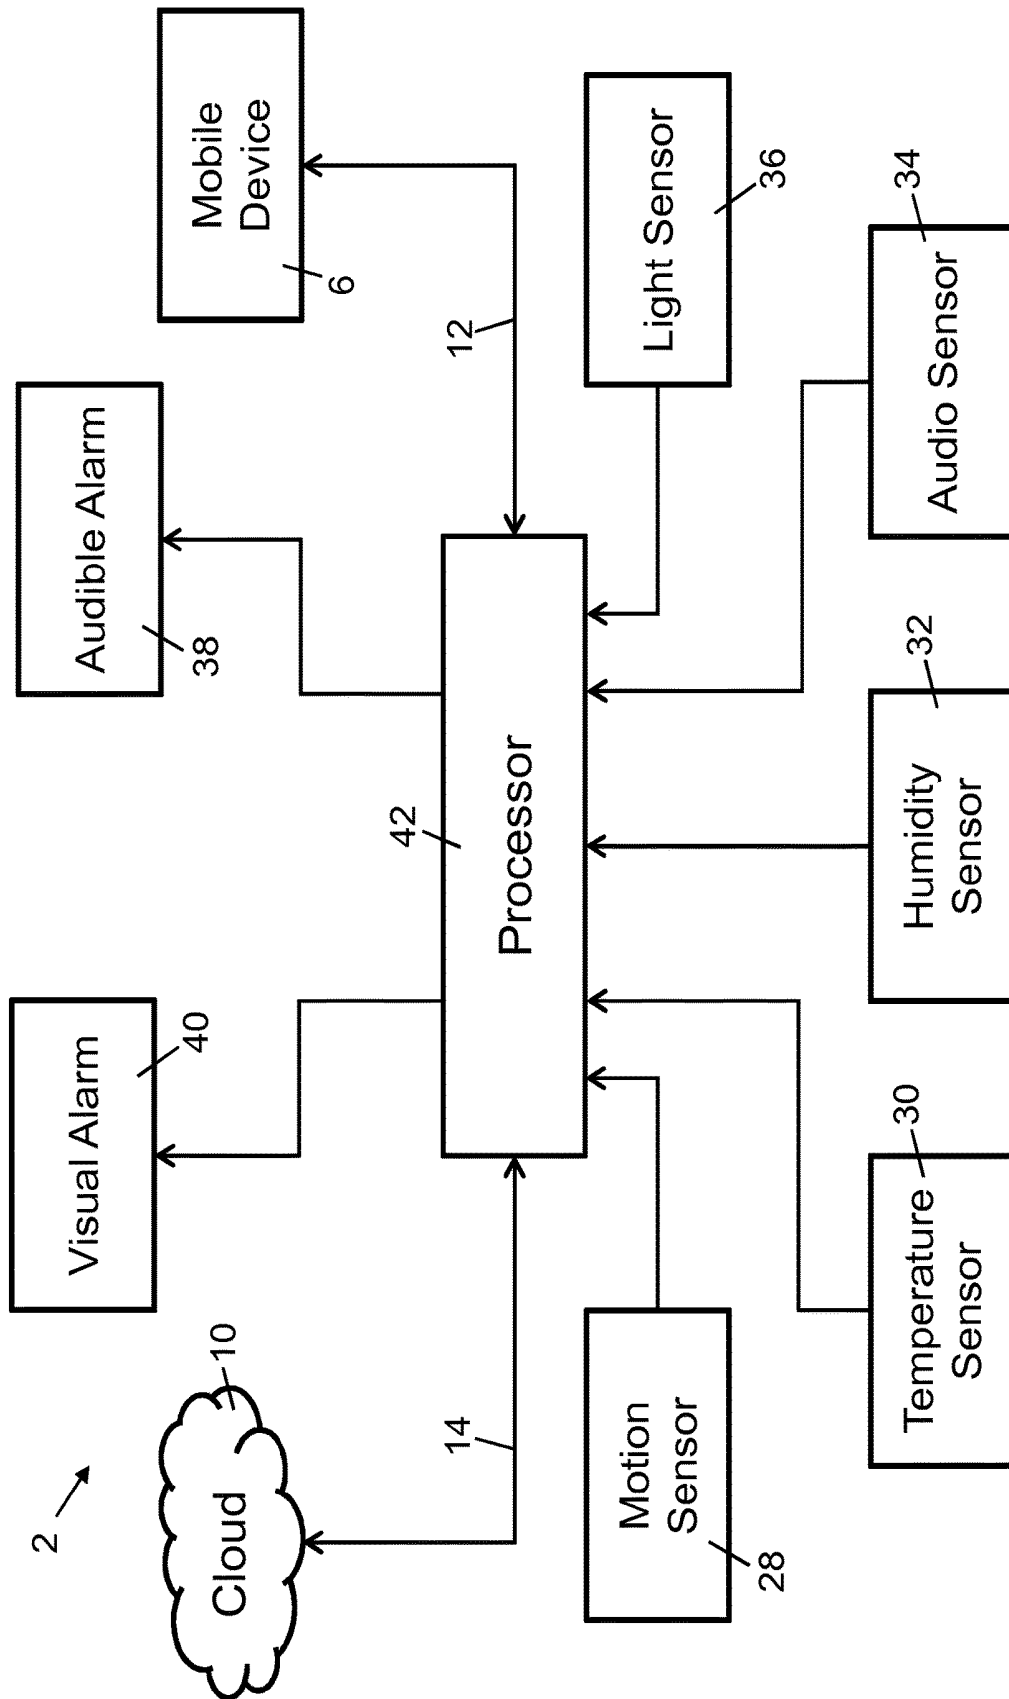 2
Cloud
10
Visual Alarm
40
Audible Alarm
38
Mobile
Device
6
14
42
Processor
12
Motion
Sensor
28
Light Sensor
36
Temperature
Sensor
30
Humidity
Sensor
32
Audio Sensor
34